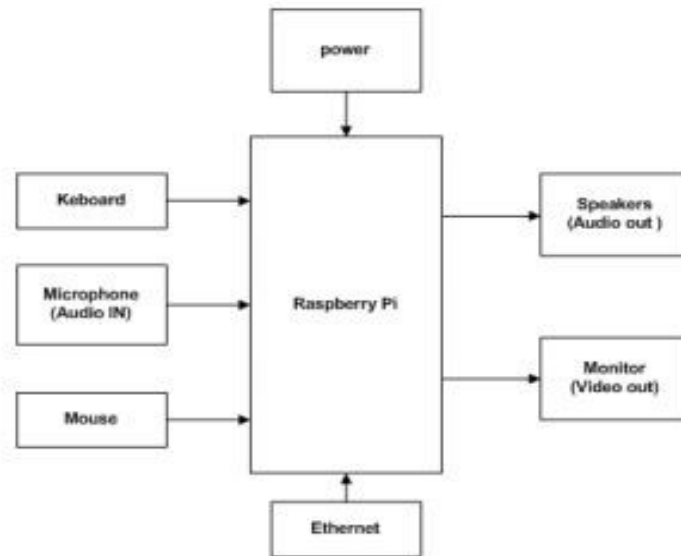 power
Keboard
Microphone
(Audio IN)
Mouse
Raspberry Pi
Speakers
(Audio out )
Monitor
(Video out)
Ethernet